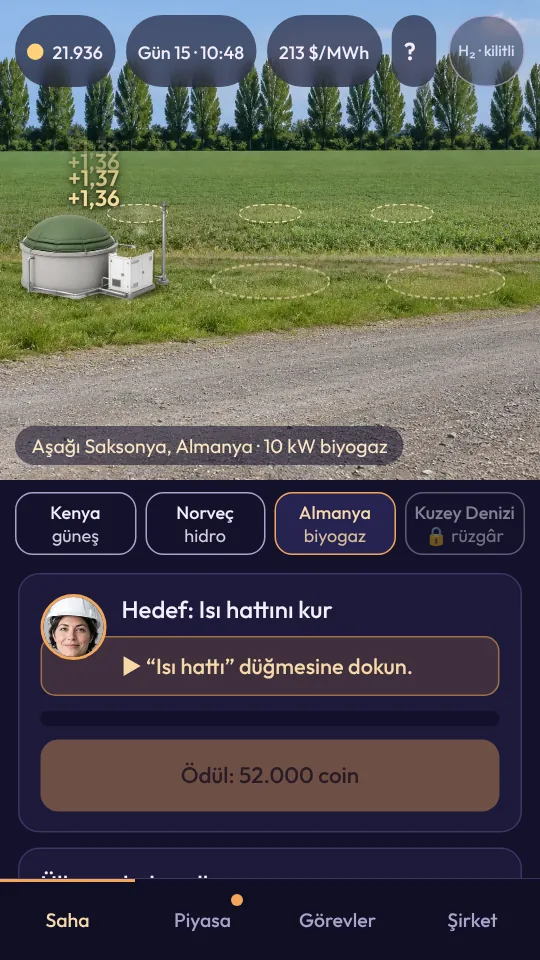 21.936
Gün 15 · 10:48
213 $/MWh
?
H₂ · kilitli
+1,36
+1,37
+1,36
Aşağı Saksonya, Almanya · 10 kW biyogaz
Kenya
güneş
Norveç
hidro
Almanya
biyogaz
Kuzey Denizi
🔒 rüzgâr
Hedef: Isı hattını kur
▶ “Isı hattı” düğmesine dokun.
Ödül: 52.000 coin
Saha
Piyasa
Görevler
Şirket